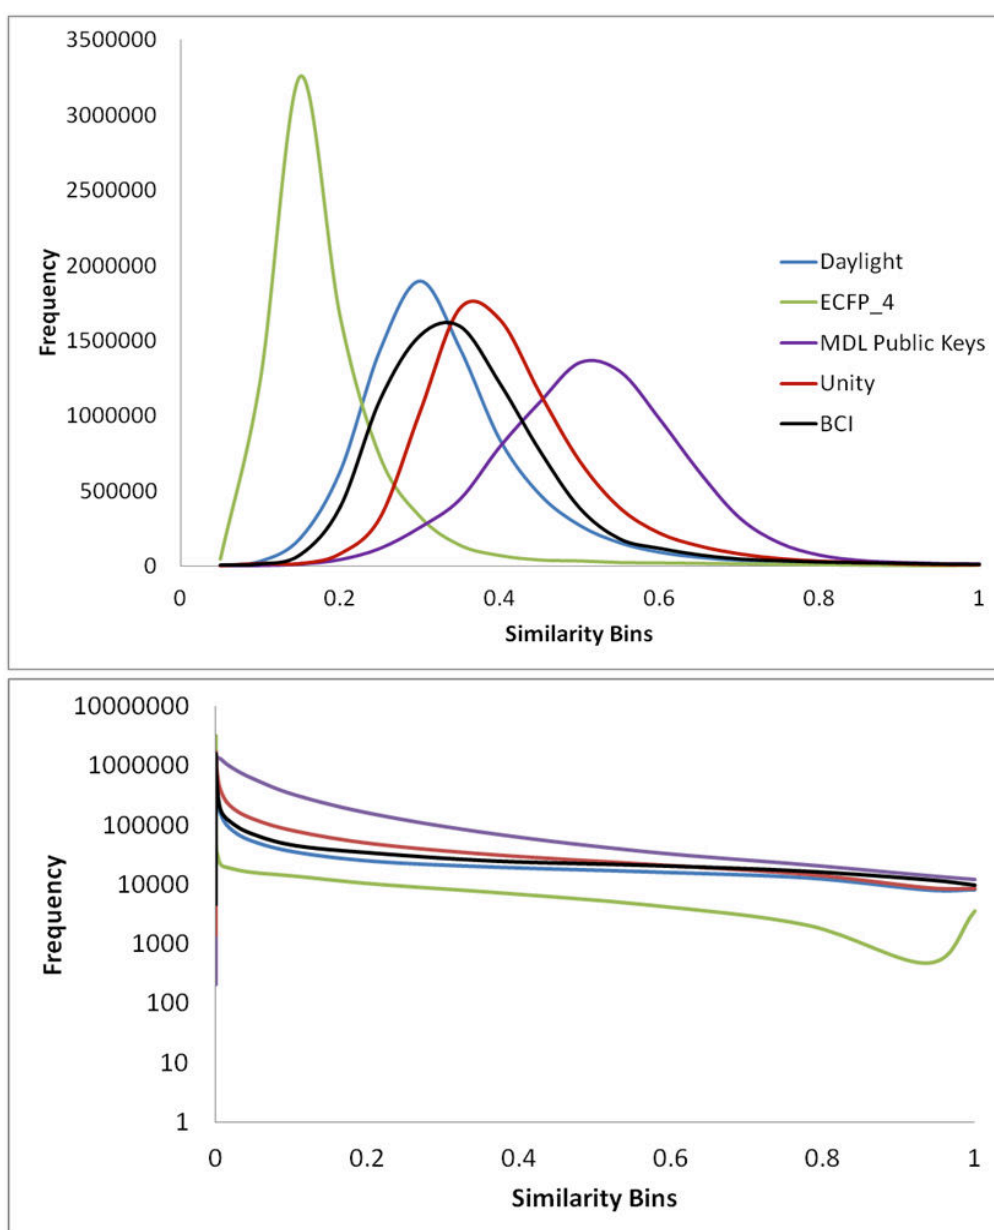 3500000
3000000
2500000
2000000
1500000
1000000
500000
0
Frequency
0 0.2 0.4 0.6 0.8 1
Similarity Bins
Daylight
ECFP_4
MDL Public Keys
Unity
BCI
10000000
1000000
100000
10000
1000
100
10
1
Frequency
0 0.2 0.4 0.6 0.8 1
Similarity Bins